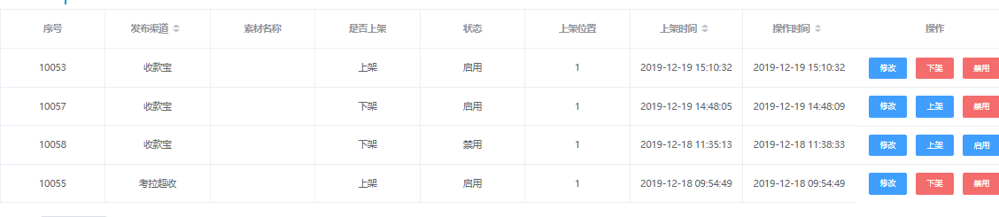 序号 发布渠道 素材名称 是否上架 状态 上架位置 上架时间 操作时间 操作
10053 收款宝 上架 启用 1 2019-12-19 15:10:32 2019-12-19 15:10:32 修改 下架 禁用
10057 收款宝 下架 启用 1 2019-12-19 14:48:05 2019-12-19 14:48:09 修改 上架 禁用
10058 收款宝 下架 禁用 1 2019-12-18 11:35:13 2019-12-18 11:38:33 修改 上架 启用
10055 考拉超收 上架 启用 1 2019-12-18 09:54:49 2019-12-18 09:54:49 修改 下架 禁用